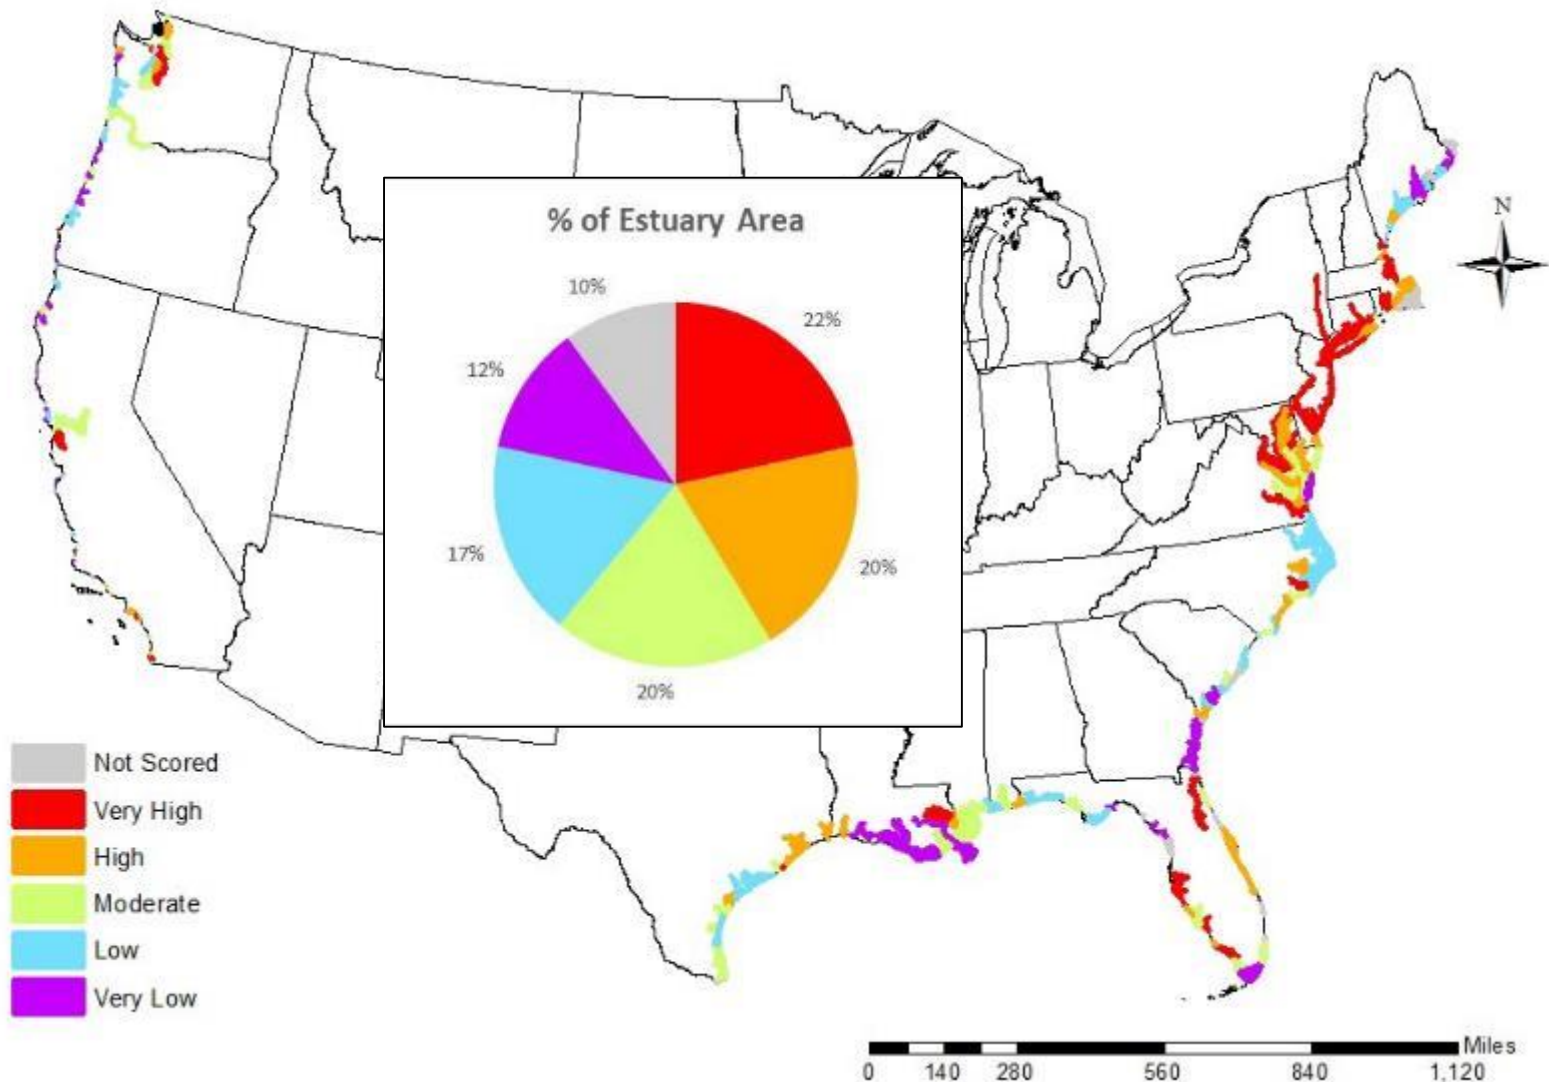 N
% of Estuary Area
10%
22%
12%
17%
20%
20%
Not Scored
Very High
High
Moderate
Low
Very Low
Miles
0 140 280 560 840 1,120